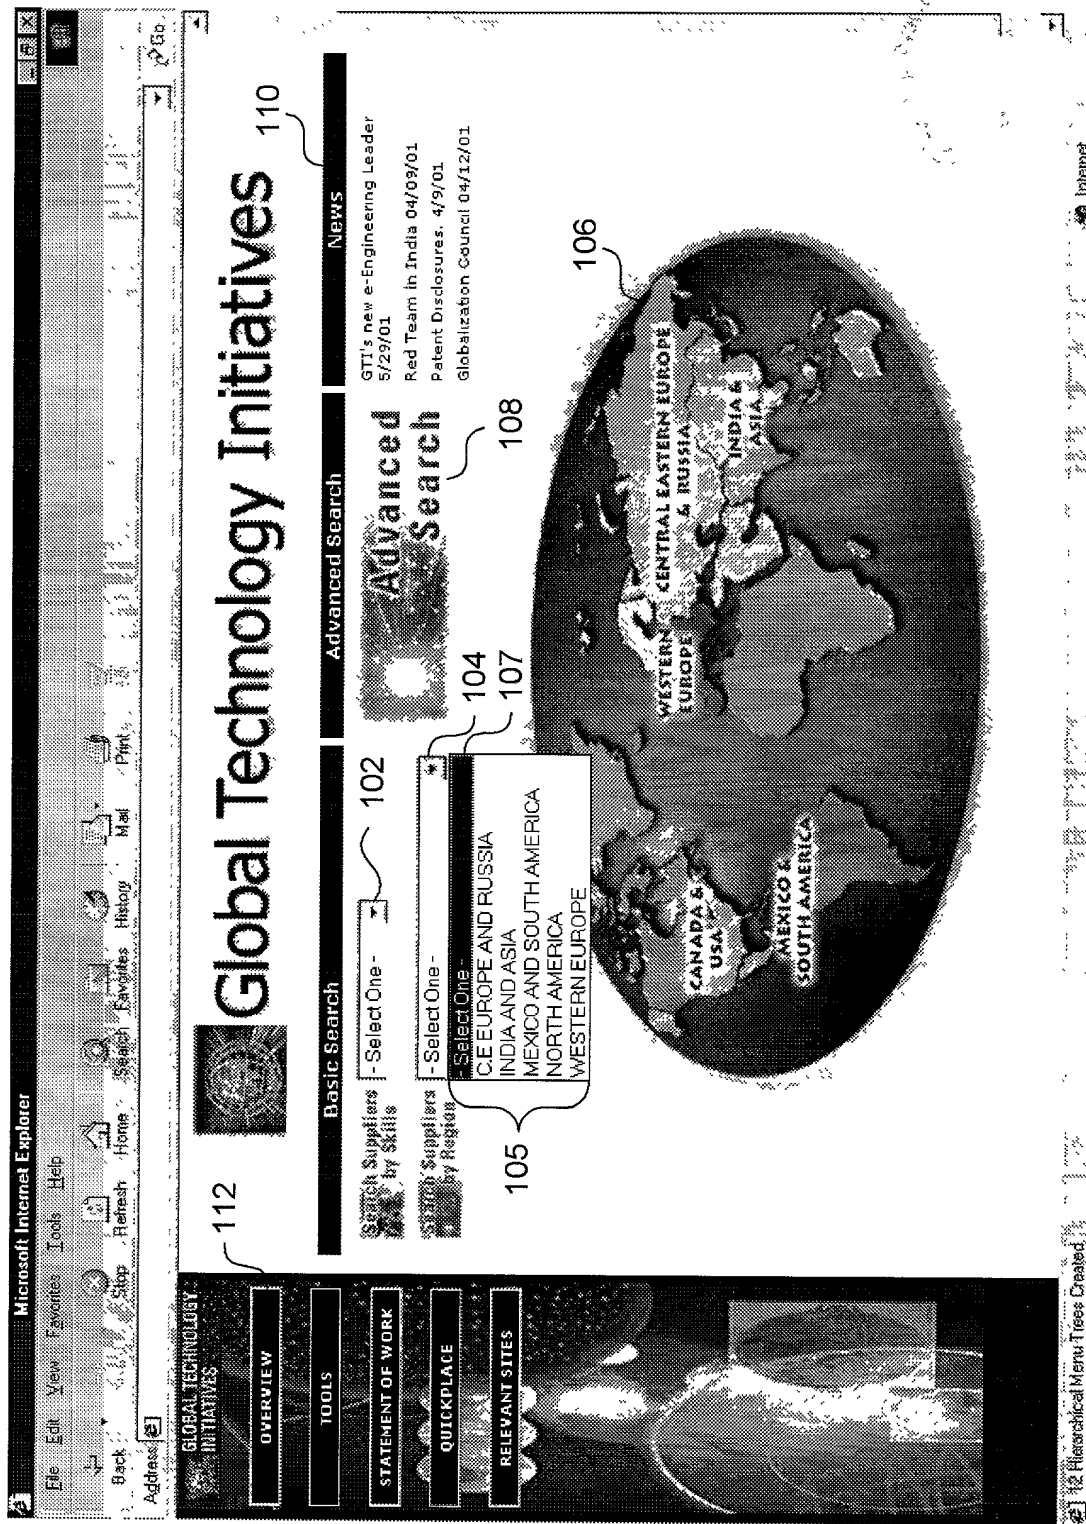 Microsoft Internet Explorer
File Edit View Favorites Tools Help
Back Stop Refresh Home Search Favorites History Mail Print
Address Go
GLOBAL TECHNOLOGY
INITIATIVES
112
OVERVIEW
TOOLS
STATEMENT OF WORK
QUICKPLACE
RELEVANT SITES
Global Technology Initiatives
110
Basic Search
Advanced Search
News
Search Suppliers
by Skills
- Select One -
102
Search Suppliers
by Region
- Select One -
104
107
- Select One -
C.E EUROPE AND RUSSIA
INDIA AND ASIA
MEXICO AND SOUTH AMERICA
NORTH AMERICA
WESTERN EUROPE
105
Advanced
Search
108
GTI's new e-Engineering Leader
5/29/01
Red Team in India 04/09/01
Patent Disclosures. 4/9/01
Globalization Council 04/12/01
106
CANADA &
USA
MEXICO &
SOUTH AMERICA
WESTERN
EUROPE
CENTRAL EASTERN EUROPE
& RUSSIA
INDIA &
ASIA
12 Hierarchical Menu Trees Created
Internet